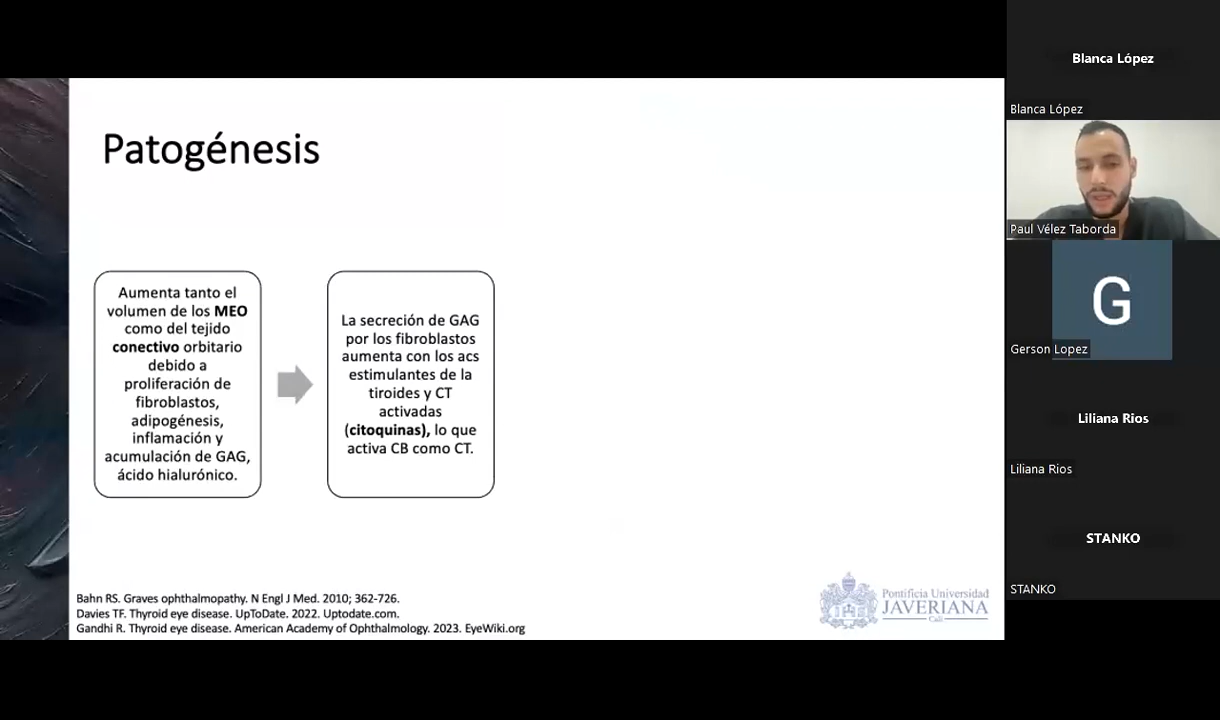 Patogénesis
Aumenta tanto el
volumen de los MEO
como del tejido
conectivo orbitario
debido a
proliferación de
fibroblastos,
adipogénesis,
inflamación y
acumulación de GAG,
ácido hialurónico.
La secreción de GAG
por los fibroblastos
aumenta con los acs
estimulantes de la
tiroides y CT
activadas
(citoquinas), lo que
activa CB como CT.
Bahn RS. Graves ophthalmopathy. N Engl J Med. 2010; 362-726.
Davies TF. Thyroid eye disease. UpToDate. 2022. Uptodate.com.
Gandhi R. Thyroid eye disease. American Academy of Ophthalmology. 2023. EyeWiki.org
Pontificia Universidad
JAVERIANA
Cali
Blanca López
Blanca López
Paul Vélez Taborda
G
Gerson Lopez
Liliana Rios
Liliana Rios
STANKO
STANKO